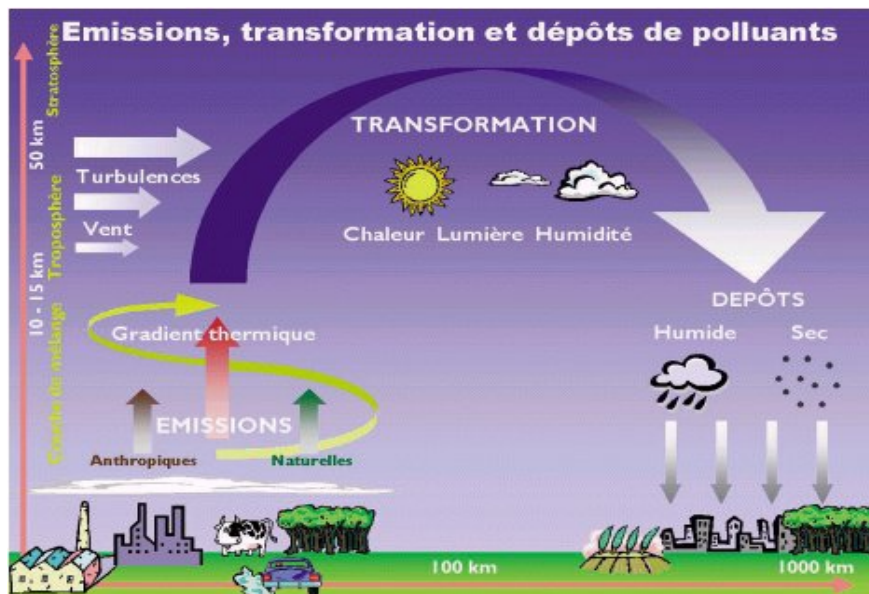 Emissions, transformation et dépôts de polluants
Stratosphère
50 km
TRANSFORMATION
Turbulences
Troposphère
Vent
Chaleur Lumière Humidité
10 - 15 km
DEPÔTS
Gradient thermique
Humide Sec
Couche de mélange
EMISSIONS
Anthropiques Naturelles
100 km 1000 km